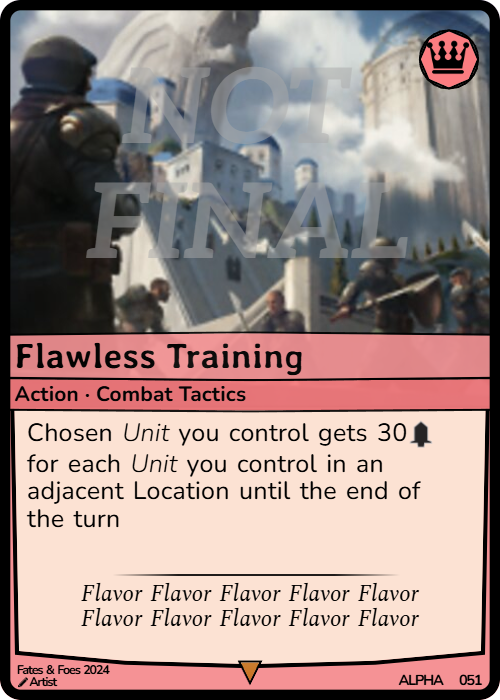 NOT
FINAL
Flawless Training
Action · Combat Tactics
Chosen Unit you control gets 30
for each Unit you control in an
adjacent Location until the end of
the turn
Flavor Flavor Flavor Flavor Flavor
Flavor Flavor Flavor Flavor Flavor
Fates & Foes 2024
Artist
ALPHA 051